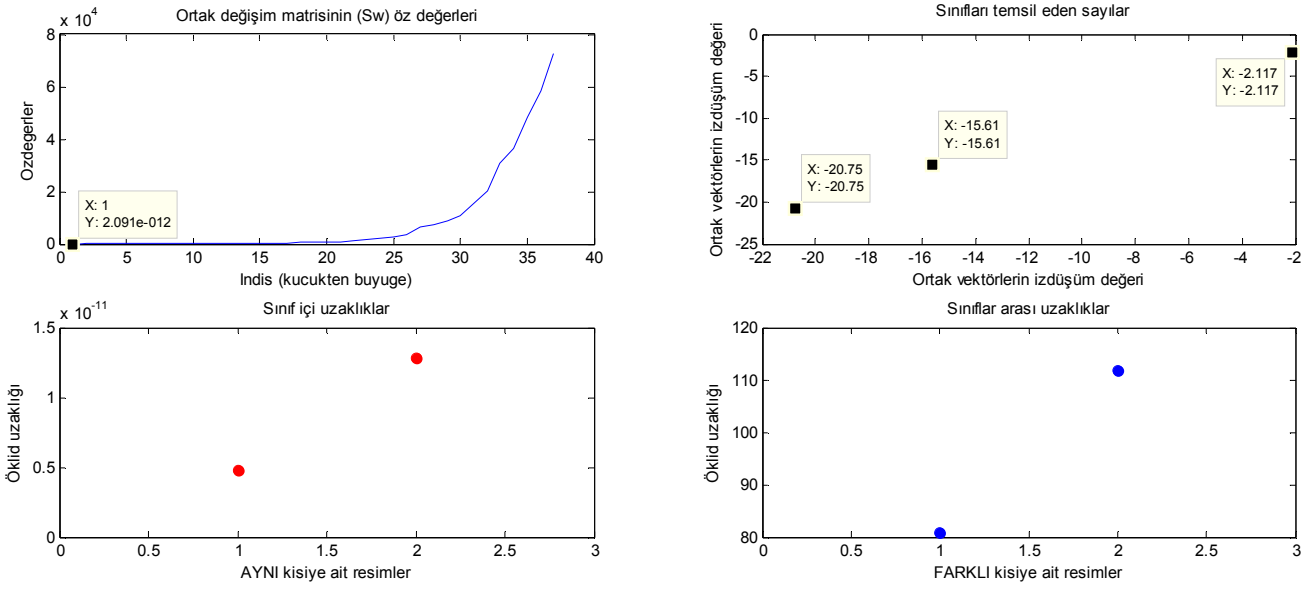 Ortak değişim matrisinin (Sw) öz değerleri
x 10^4
8
6
4
2
0
Ozdegerler
X: 1
Y: 2.091e-012
0 5 10 15 20 25 30 35 40
Indis (kucukten buyuge)
Sınıfları temsil eden sayılar
0
-5
-10
-15
-20
-25
Ortak vektörlerin izdüşüm değeri
X: -2.117
Y: -2.117
X: -15.61
Y: -15.61
X: -20.75
Y: -20.75
-22 -20 -18 -16 -14 -12 -10 -8 -6 -4 -2
Ortak vektörlerin izdüşüm değeri
Sınıf içi uzaklıklar
x 10^-11
1.5
1
0.5
0
Öklid uzaklığı
0 0.5 1 1.5 2 2.5 3
AYNI kisiye ait resimler
Sınıflar arası uzaklıklar
120
110
100
90
80
Öklid uzaklığı
0 0.5 1 1.5 2 2.5 3
FARKLI kisiye ait resimler